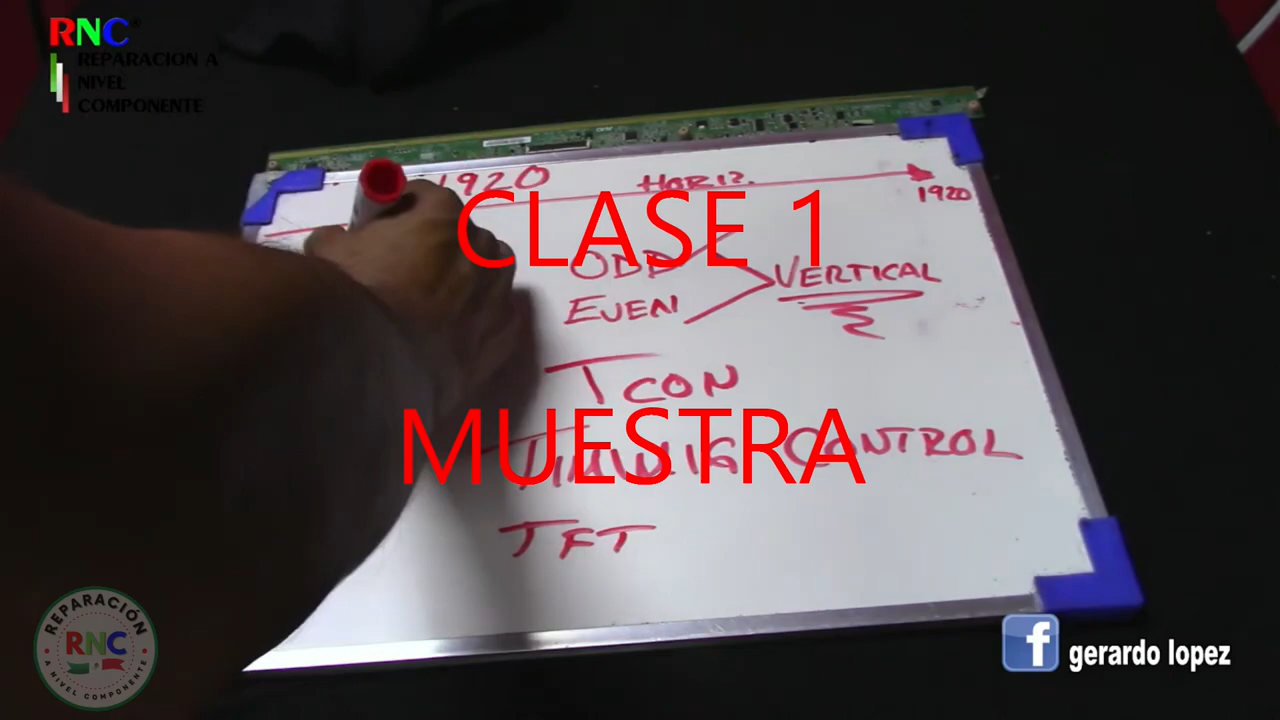 RNC
REPARACION A
NIVEL
COMPONENTE
1920
HORIZ.
1920
CLASE 1
ODD
EVEN
VERTICAL
TCON
MUESTRA
TIMING CONTROL
TFT
REPARACIÓN
RNC
A NIVEL COMPONENTE
f gerardo lopez